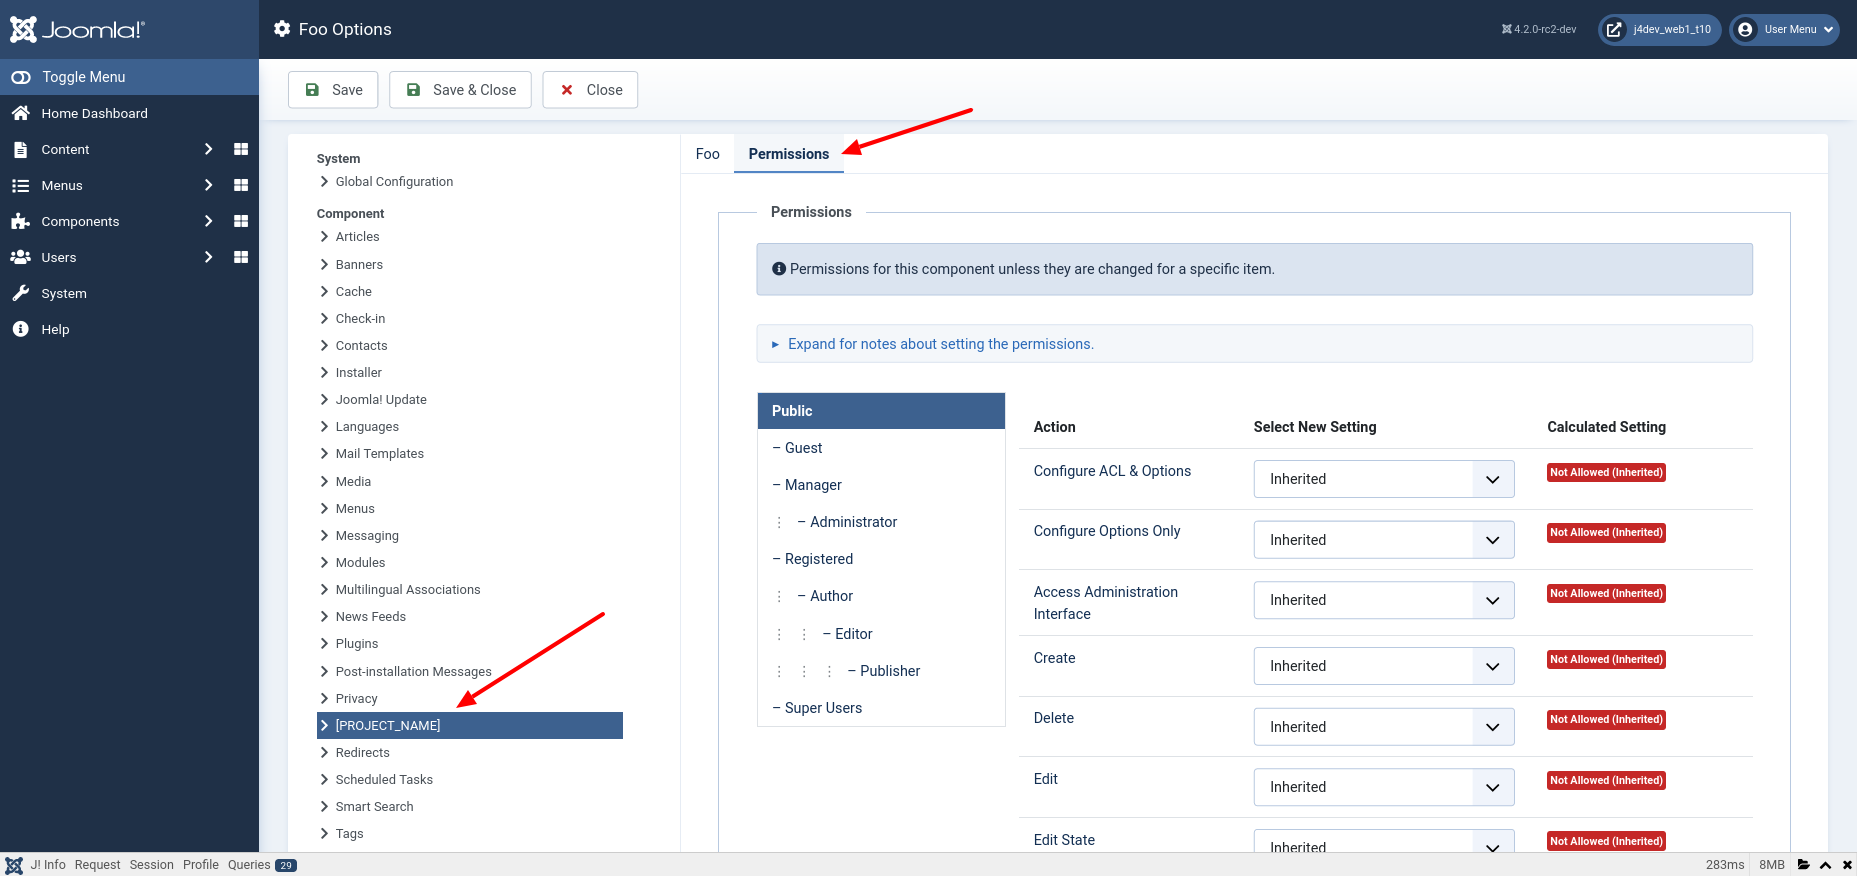 Joomla!
Foo Options
4.2.0-rc2-dev
j4dev_web1_t10
User Menu
Toggle Menu
Home Dashboard
Content
Menus
Components
Users
System
Help
Save
Save & Close
Close
System
Global Configuration
Component
Articles
Banners
Cache
Check-in
Contacts
Installer
Joomla! Update
Languages
Mail Templates
Media
Menus
Messaging
Modules
Multilingual Associations
News Feeds
Plugins
Post-installation Messages
Privacy
[PROJECT_NAME]
Redirects
Scheduled Tasks
Smart Search
Tags
Foo
Permissions
Permissions
Permissions for this component unless they are changed for a specific item.
Expand for notes about setting the permissions.
Public
– Guest
– Manager
– Administrator
– Registered
– Author
– Editor
– Publisher
– Super Users
Action Select New Setting Calculated Setting
Configure ACL & Options Inherited Not Allowed (Inherited)
Configure Options Only Inherited Not Allowed (Inherited)
Access Administration
Interface
Inherited Not Allowed (Inherited)
Create Inherited Not Allowed (Inherited)
Delete Inherited Not Allowed (Inherited)
Edit Inherited Not Allowed (Inherited)
Edit State Inherited Not Allowed (Inherited)
J! Info Request Session Profile Queries 29
283ms 8MB